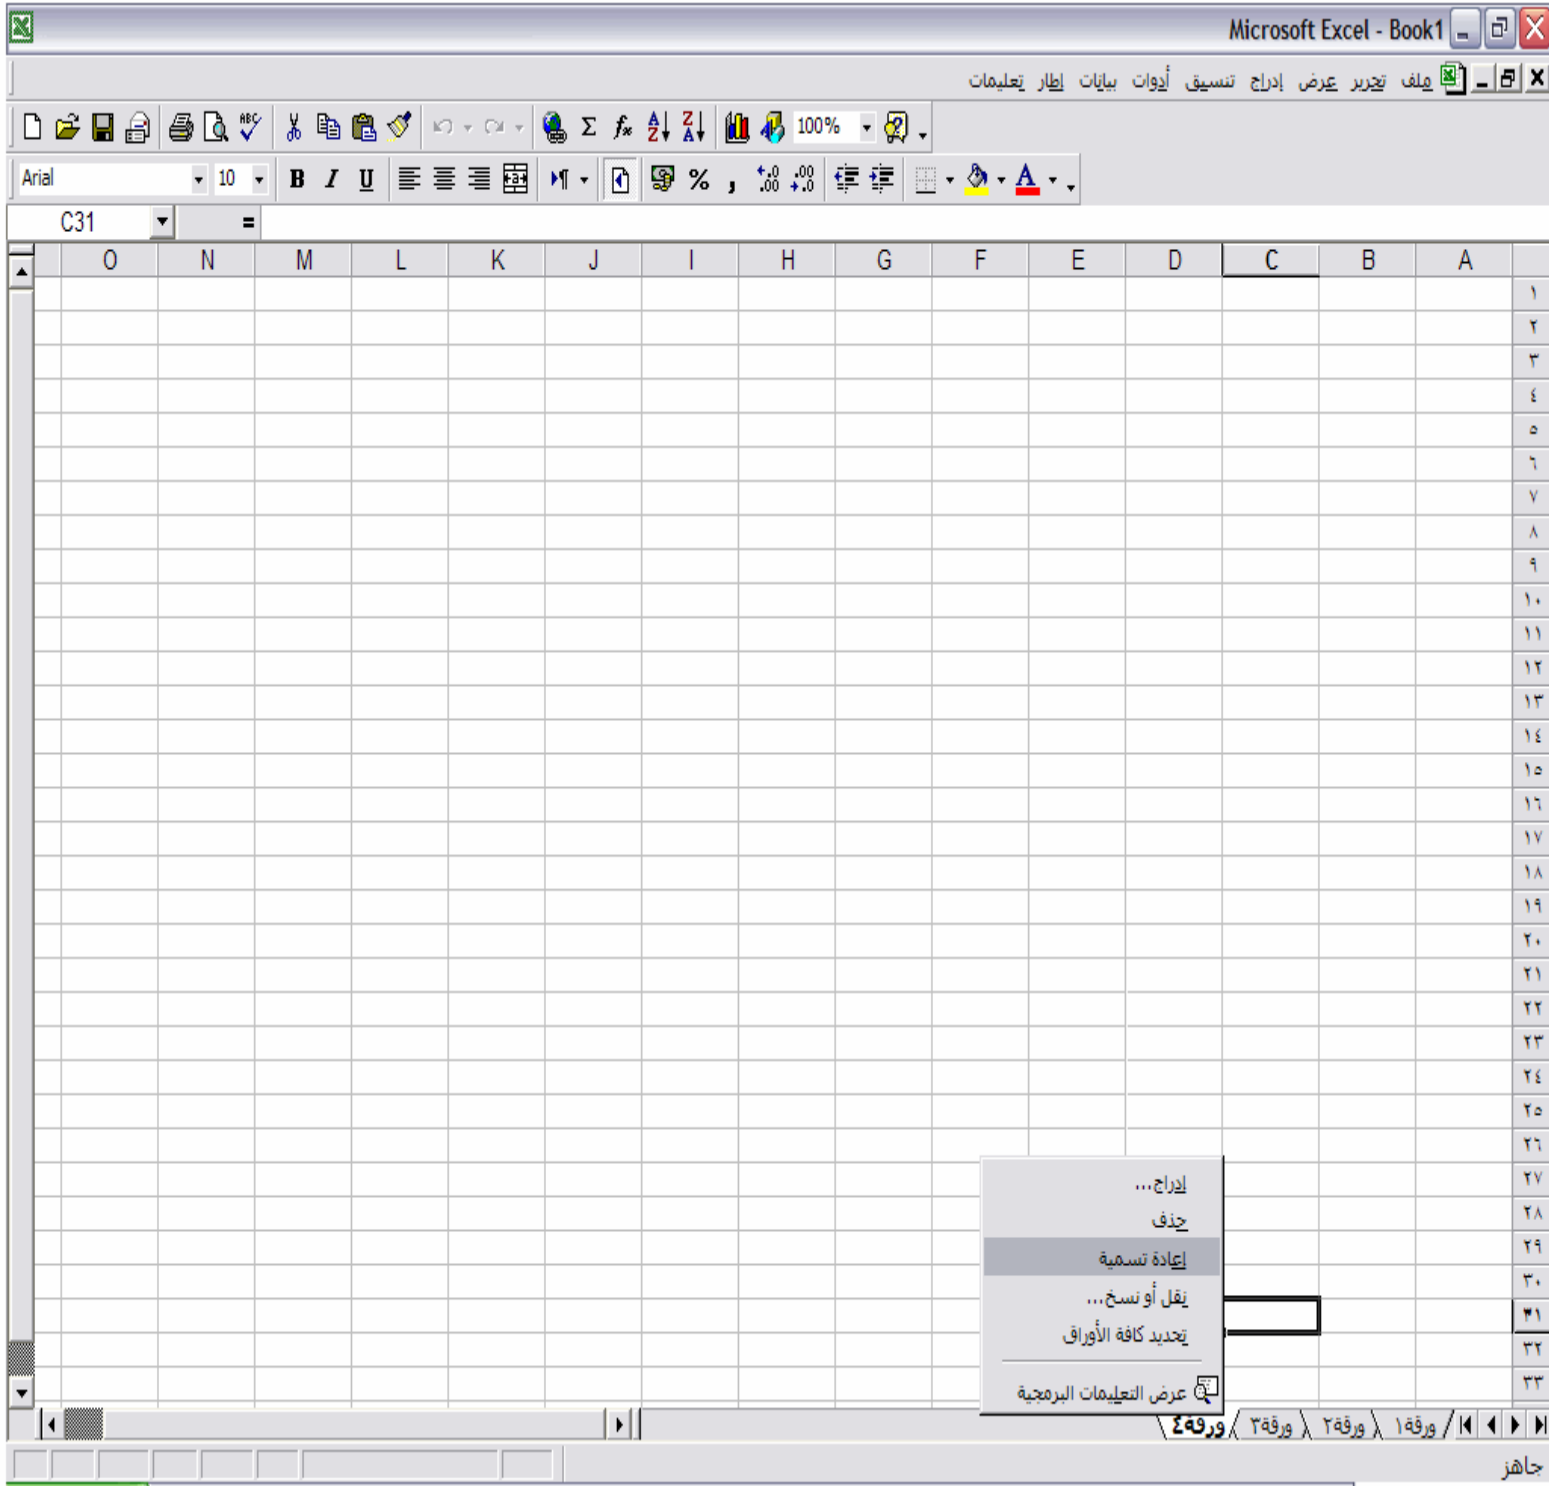 Microsoft Excel - Book1
ملف تحرير عرض إدراج تنسيق أدوات بيانات إطار تعليمات
100%
Arial 10 B I U % ,
C31 =
O N M L K J I H G F E D C B A
١
٢
٣
٤
٥
٦
٧
٨
٩
١٠
١١
١٢
١٣
١٤
١٥
١٦
١٧
١٨
١٩
٢٠
٢١
٢٢
٢٣
٢٤
٢٥
٢٦
٢٧
٢٨
٢٩
٣٠
٣١
٣٢
٣٣
إدراج...
حذف
إعادة تسمية
نقل أو نسخ...
تحديد كافة الأوراق
عرض التعليمات البرمجية
ورقة١ ورقة٢ ورقة٣ ورقة٤
جاهز